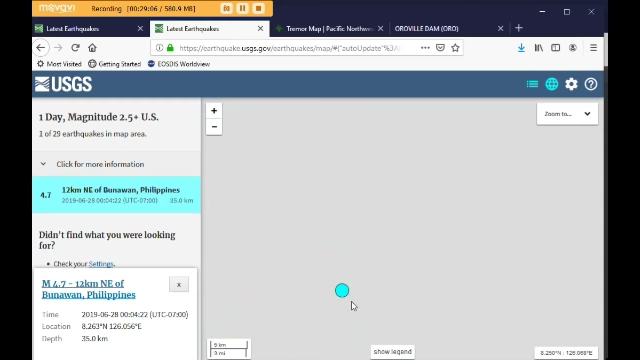 movavi
Recording (00:29:06 / 580.9 MB)
Latest Earthquakes
Latest Earthquakes
Tremor Map | Pacific Northwe
OROVILLE DAM (ORO)
https://earthquake.usgs.gov/earthquakes/map/#{"autoUpdate"%3A
Most Visited
Getting Started
EOSDIS Worldview
USGS
1 Day, Magnitude 2.5+ U.S.
1 of 29 earthquakes in map area.
Click for more information
4.7
12km NE of Bunawan, Philippines
2019-06-28 00:04:22 (UTC-07:00)
35.0 km
Didn't find what you were looking
for?
Check your Settings.
M 4.7 - 12km NE of
Bunawan, Philippines
x
Time
2019-06-28 00:04:22 (UTC-07:00)
Location
8.263°N 126.056°E
Depth
35.0 km
+
−
Zoom to...
5 km
3 mi
show legend